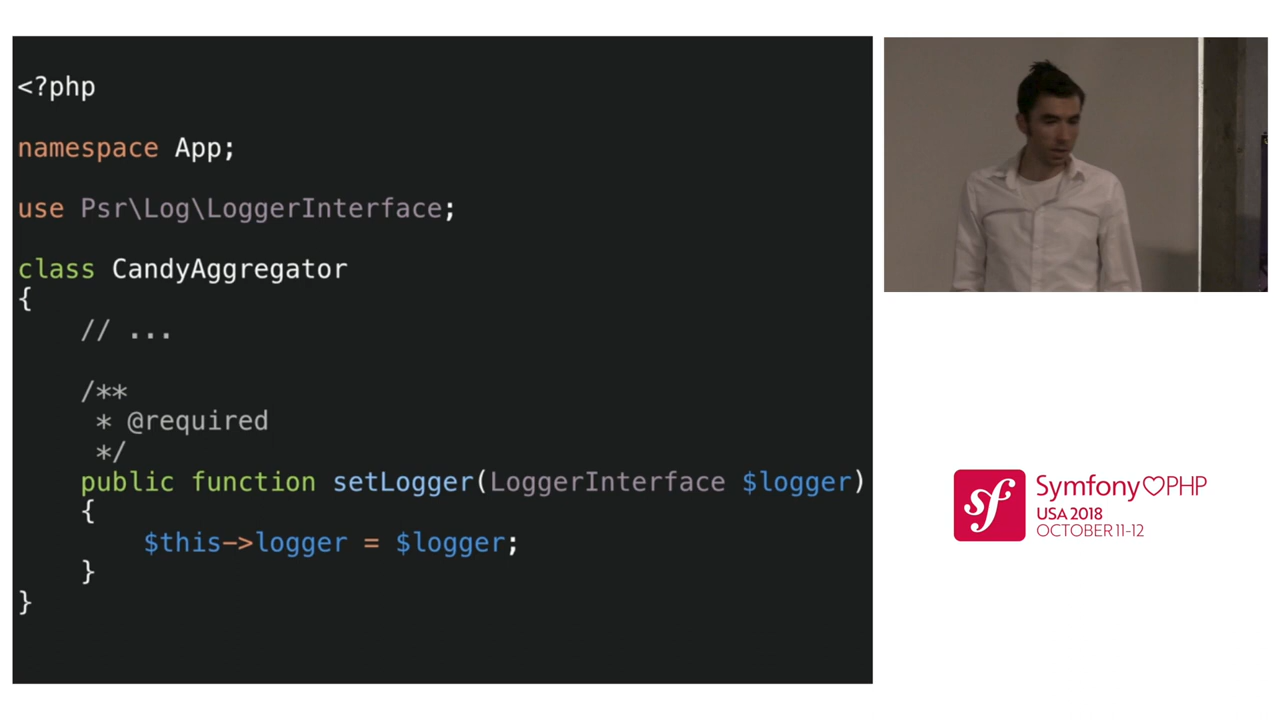 <?php
namespace App;
use Psr\Log\LoggerInterface;
class CandyAggregator
{
// ...
/**
* @required
*/
public function setLogger(LoggerInterface $logger)
{
$this->logger = $logger;
}
}
sf
Symfony♡PHP
USA 2018
OCTOBER 11-12